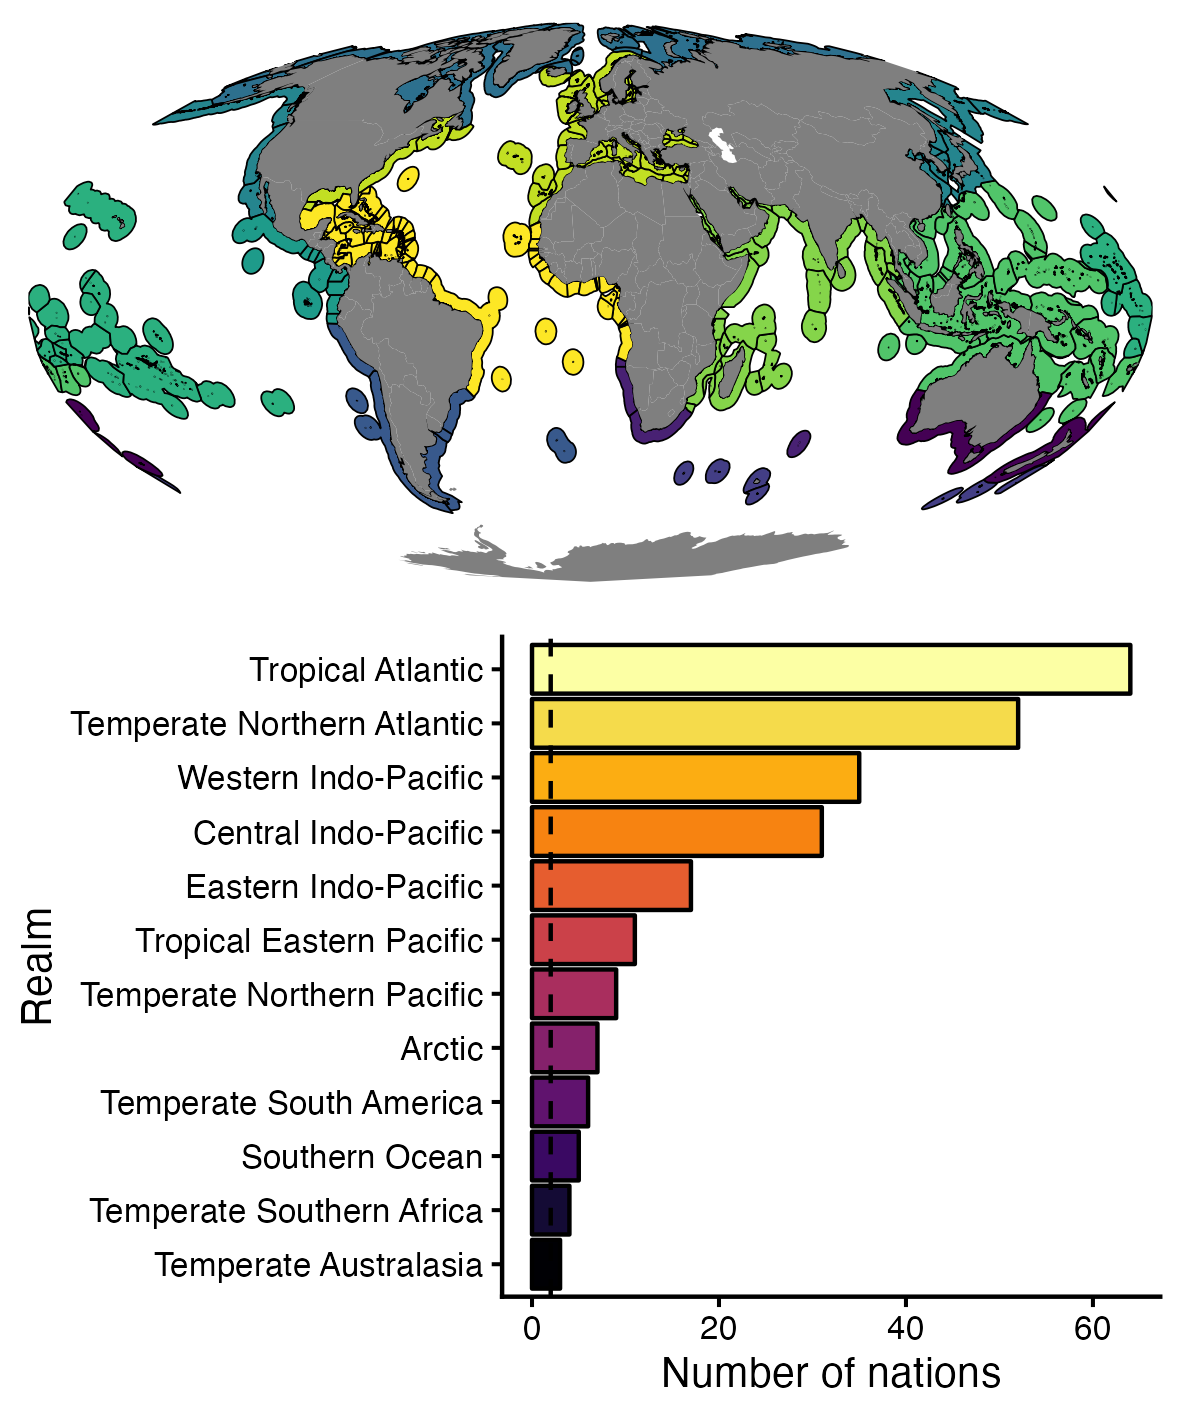 Tropical Atlantic
Temperate Northern Atlantic
Western Indo-Pacific
Central Indo-Pacific
Eastern Indo-Pacific
Tropical Eastern Pacific
Temperate Northern Pacific
Arctic
Temperate South America
Southern Ocean
Temperate Southern Africa
Temperate Australasia
Realm
0 20 40 60
Number of nations